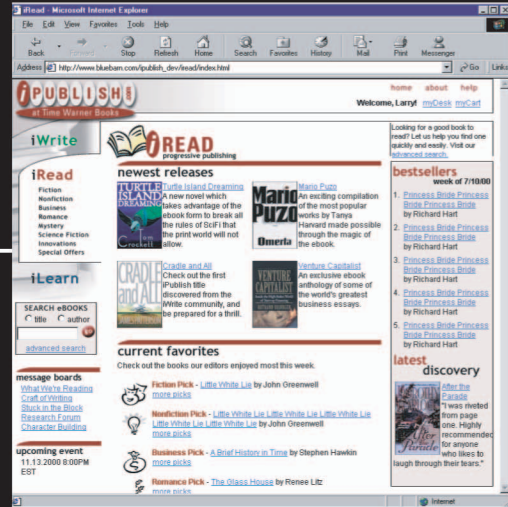 iRead - Microsoft Internet Explorer
File Edit View Favorites Tools Help
Back Forward Stop Refresh Home Search Favorites History Mail Print Messenger
Address http://www.bluebarn.com/ipublish_dev/iread/index.html Go Links
iPUBLISH.COM
at Time Warner Books
home about help
Welcome, Larry! myDesk myCart
iWrite
iRead
Fiction
Nonfiction
Business
Romance
Mystery
Science Fiction
Innovations
Special Offers
iLearn
SEARCH eBOOKS
title author
advanced search
message boards
What We're Reading
Craft of Writing
Stuck in the Block
Research Forum
Character Building
upcoming event
11.13.2000 8:00PM
EST
iREAD
progressive publishing
newest releases
TURTLE
ISLAND
DREAMING
Tom
Crockett
Turtle Island Dreaming
A new novel which
takes advantage of the
ebook form to break all
the rules of SciFi that
the print world will not
allow.
Mario
Puzo
Omerta
Mario Puzo
An exciting compilation
of the most popular
works by Tanya
Harvard made possible
through the magic of
the ebook.
CRADLE
and ALL
Cradle and All
Check out the first
iPublish title
discovered from the
iWrite community, and
be prepared for a thrill.
VENTURE
CAPITALIST
Venture Capitalist
An exclusive ebook
anthology of some of
the world's greatest
business essays.
current favorites
Check out the books our editors enjoyed most this week.
Fiction Pick - Little White Lie by John Greenwell
more picks
Nonfiction Pick - Little White Lie Little White Lie Little White Lie
Little White Lie Little White Lie by John Greenwell
more picks
Business Pick - A Brief History in Time by Stephen Hawkin
more picks
Romance Pick - The Glass House by Renee Litz
more picks
Looking for a good book to
read? Let us help you find one
quickly and easily. Visit our
advanced search.
bestsellers
week of 7/10/00
1. Princess Bride Princess
Bride Princess Bride
by Richard Hart
2. Princess Bride Princess
Bride Princess Bride
by Richard Hart
3. Princess Bride Princess
Bride Princess Bride
by Richard Hart
4. Princess Bride Princess
Bride Princess Bride
by Richard Hart
5. Princess Bride Princess
Bride Princess Bride
by Richard Hart
latest
discovery
After the
Parade
After the
Parade
"I was riveted
from page
one. Highly
recommended
for anyone
who likes to
laugh through their tears."
Internet